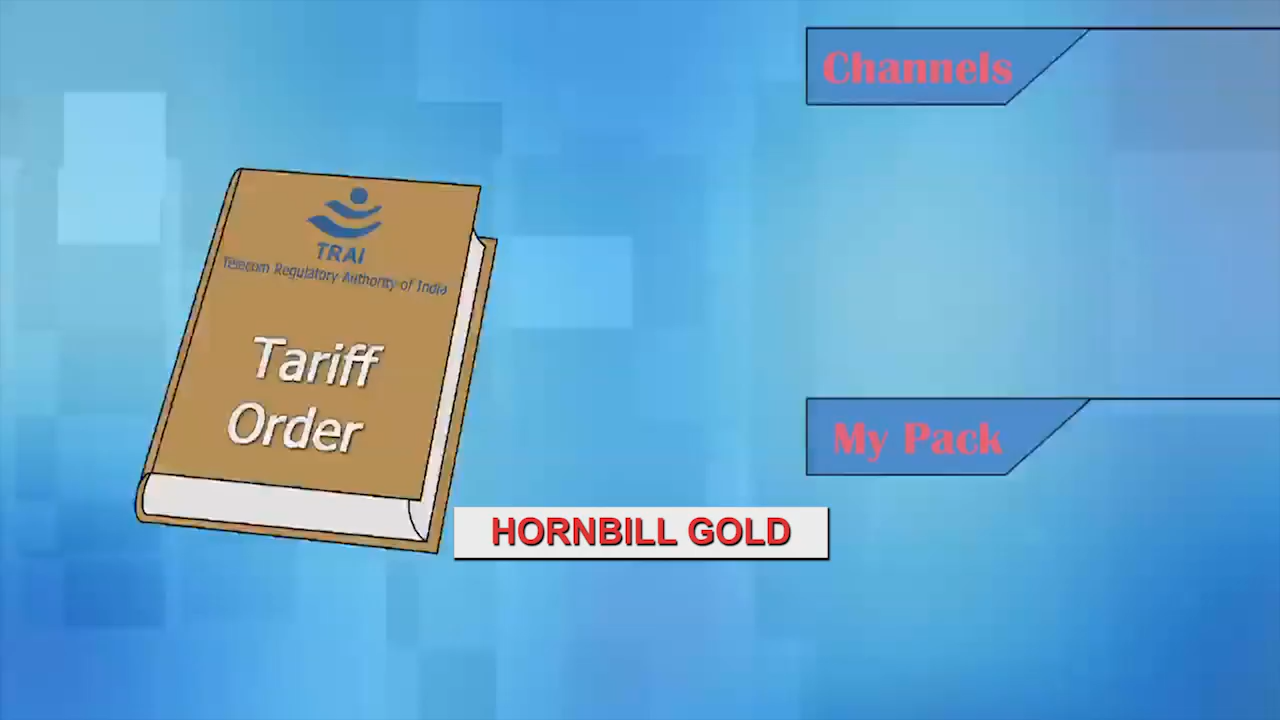 Channels
TRAI
Telecom Regulatory Authority of India
Tariff
Order
My Pack
HORNBILL GOLD